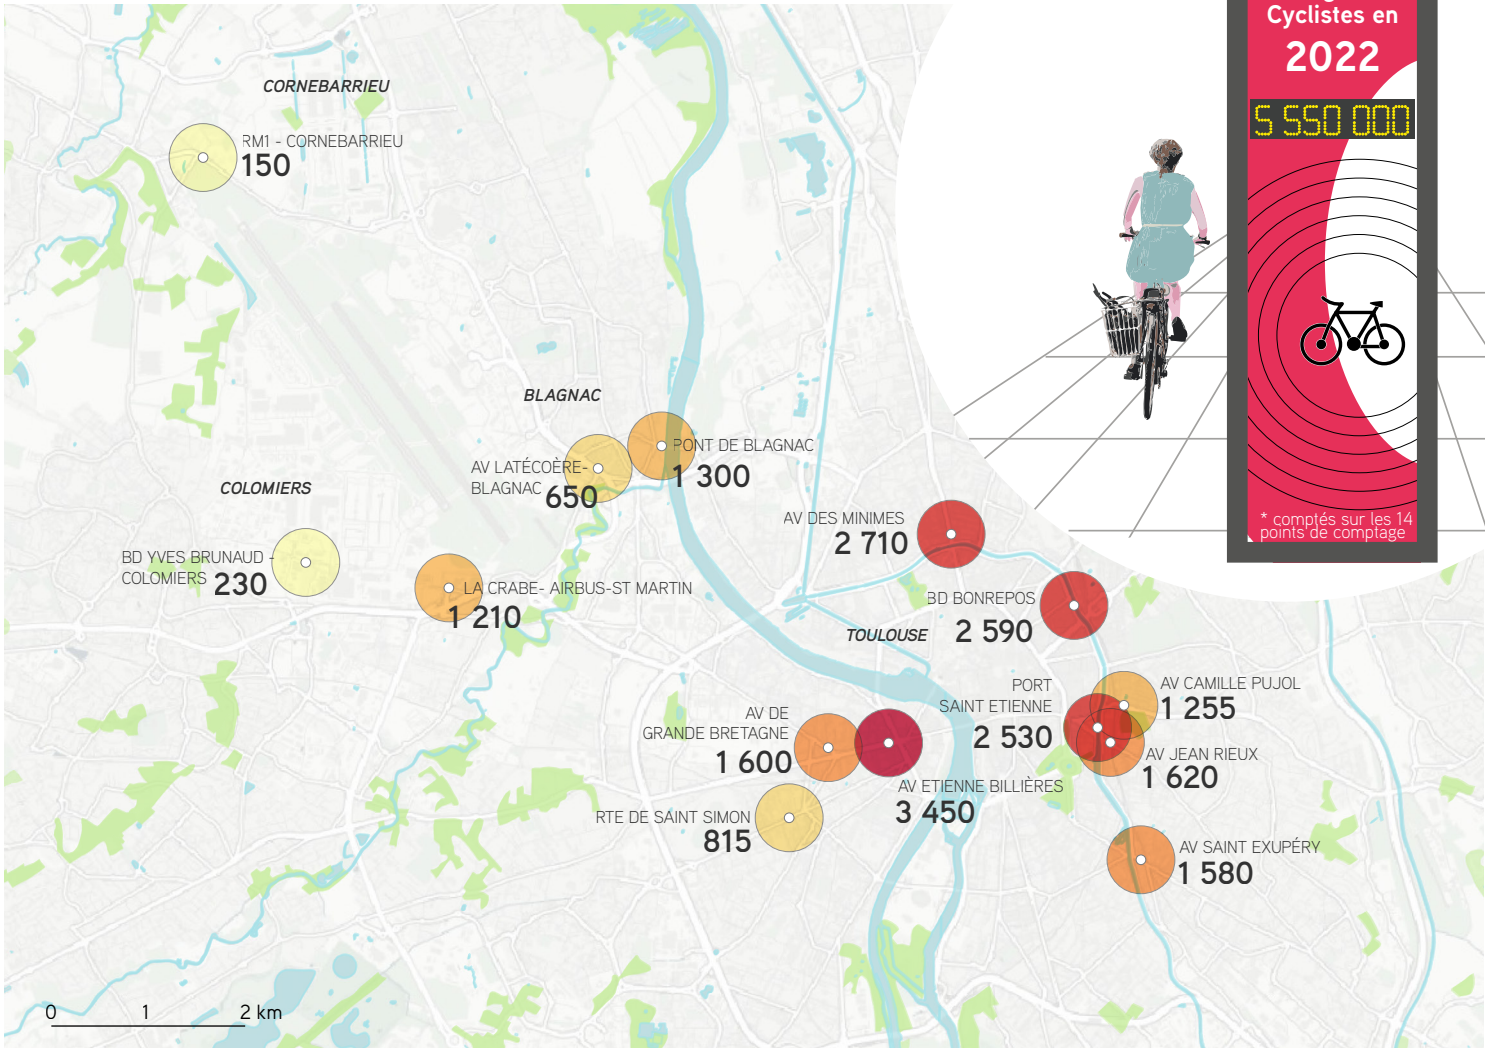 Cyclistes en
2022
5 550 000
* comptés sur les 14
points de comptage
CORNEBARRIEU
RM1 - CORNEBARRIEU
150
BLAGNAC
PONT DE BLAGNAC
1 300
AV LATÉCOÈRE-
BLAGNAC 650
COLOMIERS
BD YVES BRUNAUD -
COLOMIERS 230
LA CRABE- AIRBUS-ST MARTIN
1 210
AV DES MINIMES
2 710
BD BONREPOS
2 590
TOULOUSE
PORT
SAINT ETIENNE
2 530
AV CAMILLE PUJOL
1 255
AV JEAN RIEUX
1 620
AV DE
GRANDE BRETAGNE
1 600
AV ETIENNE BILLIÈRES
3 450
RTE DE SAINT SIMON
815
AV SAINT EXUPÉRY
1 580
0 1 2 km